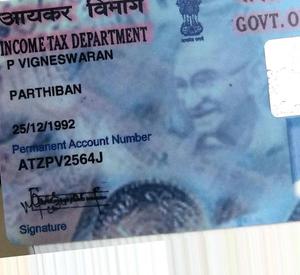 आयकर विभाग
GOVT. O
INCOME TAX DEPARTMENT
P VIGNESWARAN
PARTHIBAN
25/12/1992
Permanent Account Number
ATZPV2564J
Signature